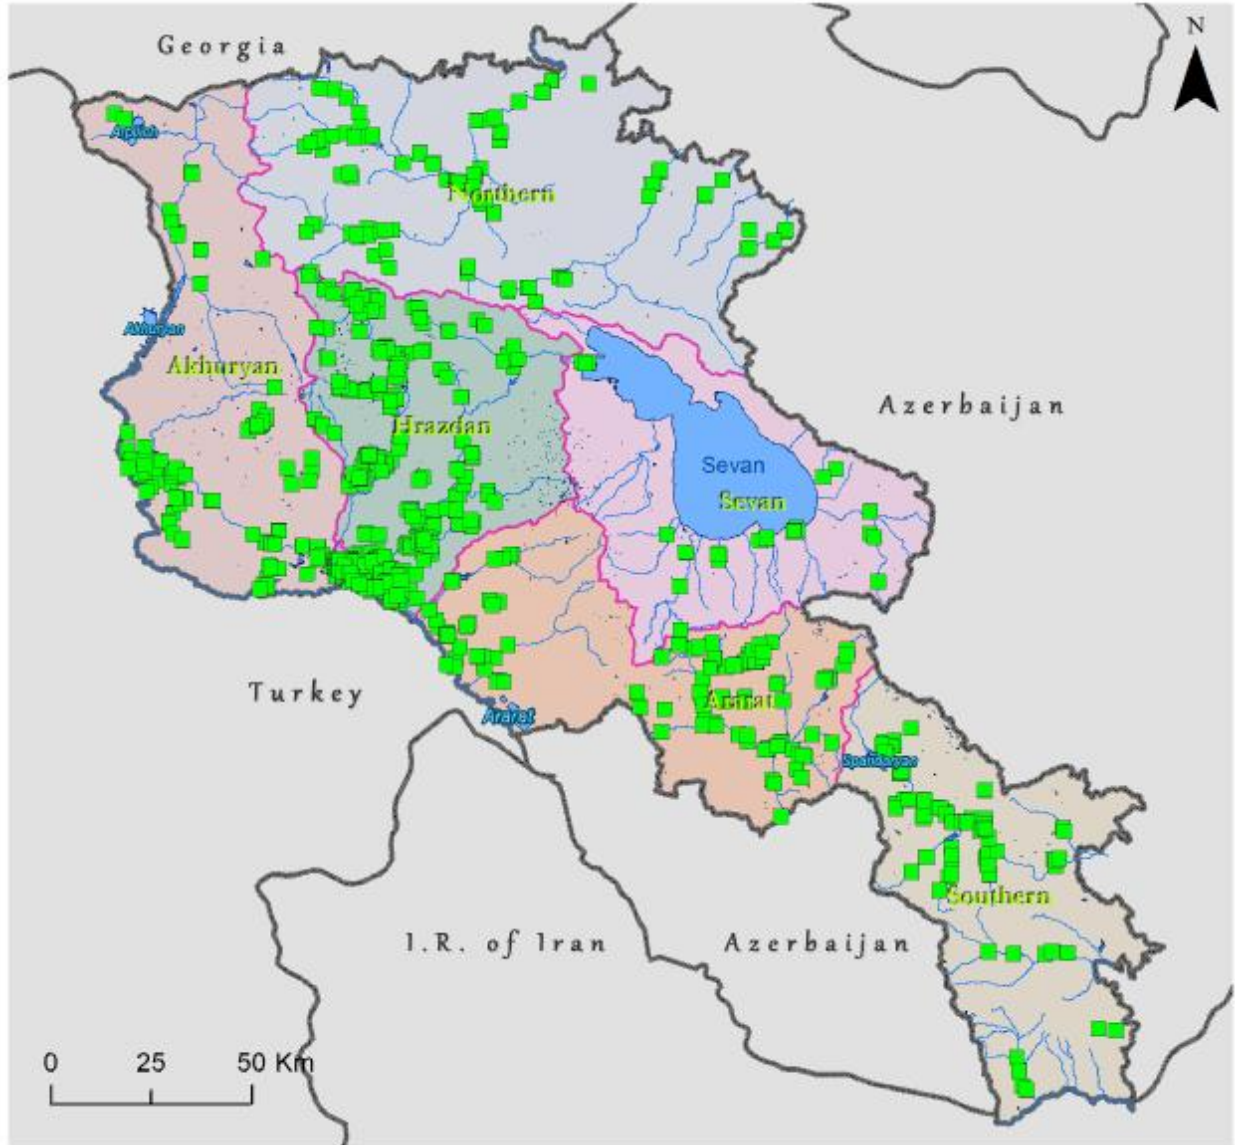 Georgia
N
Arpilich
Northern
Akhuryan
Akhuryan
Azerbaijan
Hrazdan
Sevan
Sevan
Turkey
Ararat
Ararat
Spandaryan
Southern
I.R. of Iran
Azerbaijan
0 25 50 Km